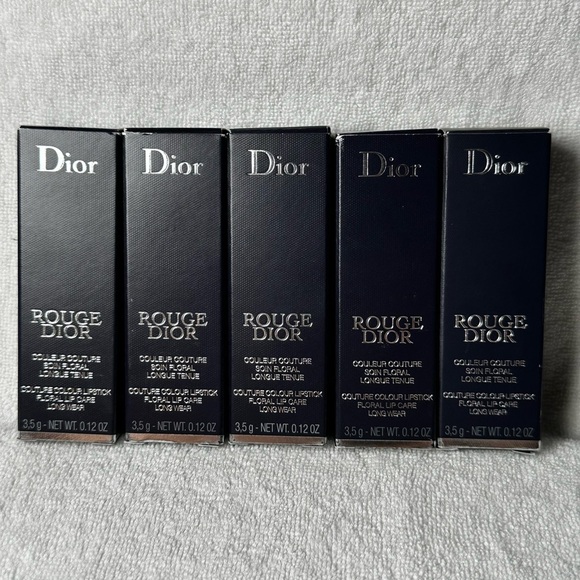 Dior
ROUGE
DIOR
COULEUR COUTURE
SOIN FLORAL
LONGUE TENUE
COUTURE COLOUR LIPSTICK
FLORAL LIP CARE
LONG WEAR
3,5 g - NET WT. 0.12 OZ
Dior
ROUGE
DIOR
COULEUR COUTURE
SOIN FLORAL
LONGUE TENUE
COUTURE COLOUR LIPSTICK
FLORAL LIP CARE
LONG WEAR
3,5 g - NET WT. 0.12 OZ
Dior
ROUGE
DIOR
COULEUR COUTURE
SOIN FLORAL
LONGUE TENUE
COUTURE COLOUR LIPSTICK
FLORAL LIP CARE
LONG WEAR
3,5 g - NET WT. 0.12 OZ
Dior
ROUGE
DIOR
COULEUR COUTURE
SOIN FLORAL
LONGUE TENUE
COUTURE COLOUR LIPSTICK
FLORAL LIP CARE
LONG WEAR
3,5 g - NET WT. 0.12 OZ
Dior
ROUGE
DIOR
COULEUR COUTURE
SOIN FLORAL
LONGUE TENUE
COUTURE COLOUR LIPSTICK
FLORAL LIP CARE
LONG WEAR
3,5 g - NET WT. 0.12 OZ